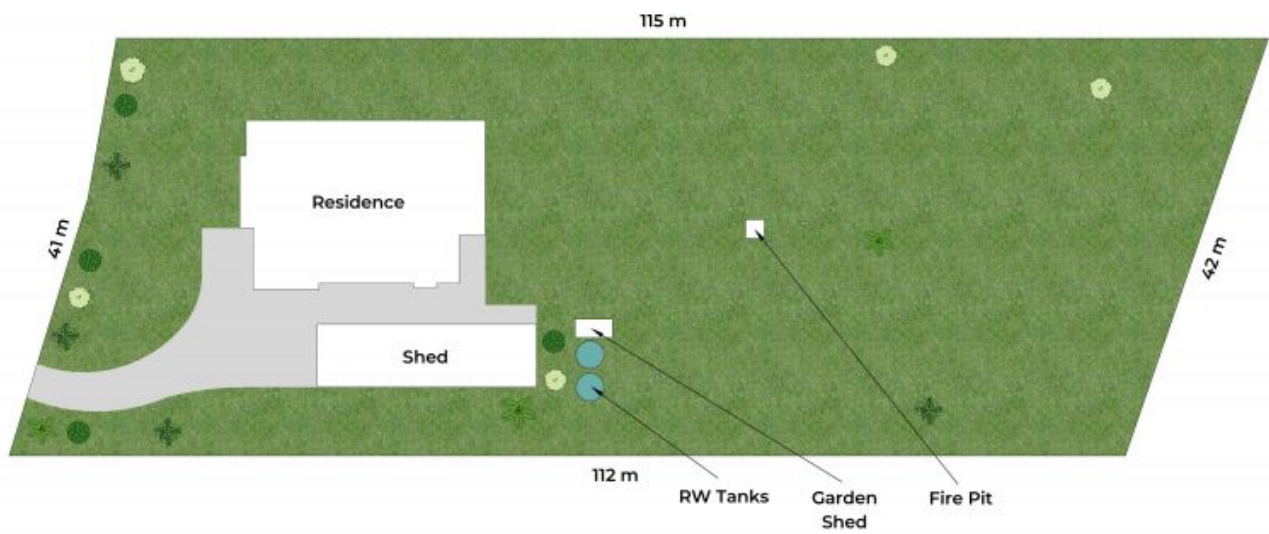 115 m
Residence
41 m
42 m
Shed
112 m
RW Tanks
Garden
Shed
Fire Pit